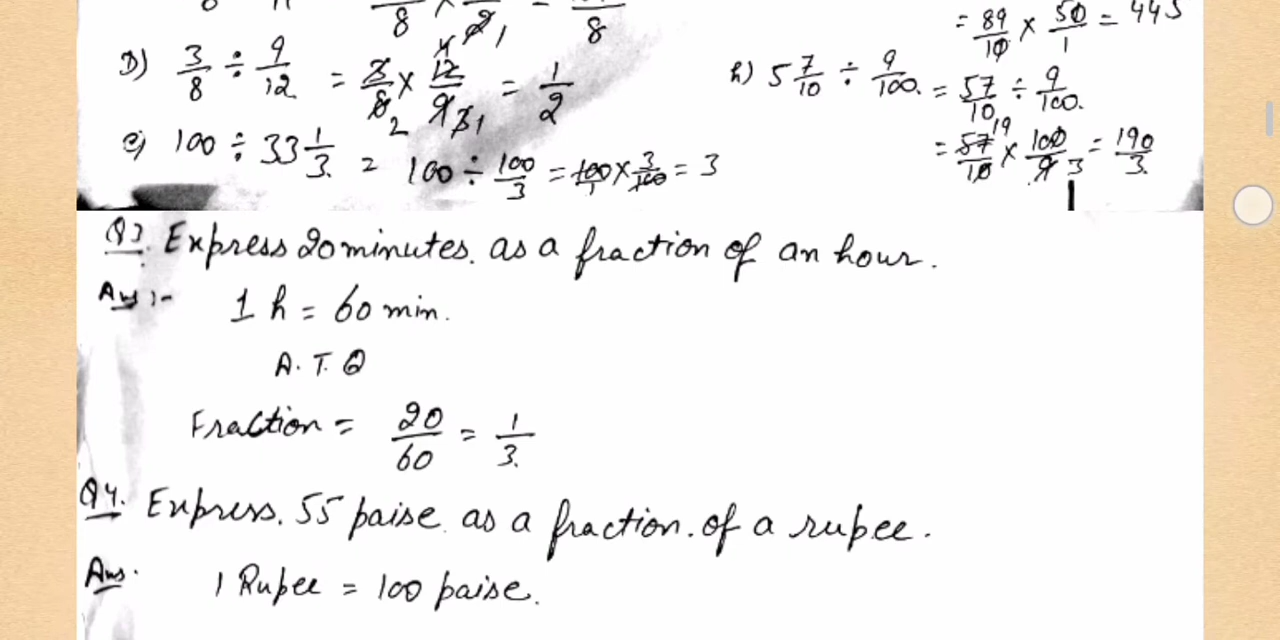 D) 3/8 ÷ 9/12 = 3/8 × 12/9 = 1/2
e) 100 ÷ 33 1/3 = 100 ÷ 100/3 = 100/1 × 3/100 = 3
= 89/10 × 50/1 = 445
h) 5 7/10 ÷ 9/100 = 57/10 ÷ 9/100
= 57/10 × 100/9 = 190/3
Q3. Express 20 minutes as a fraction of an hour.
Ans :-
1 h = 60 min.
A.T.Q
Fraction = 20/60 = 1/3
Q4. Express 55 paise as a fraction of a rupee.
Ans.
1 Rupee = 100 paise.